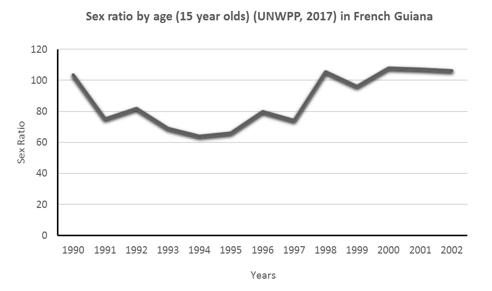 Sex ratio by age (15 year olds) (UNWPP, 2017) in French Guiana
120
100
80
60
40
20
0
Sex Ratio
1990 1991 1992 1993 1994 1995 1996 1997 1998 1999 2000 2001 2002
Years